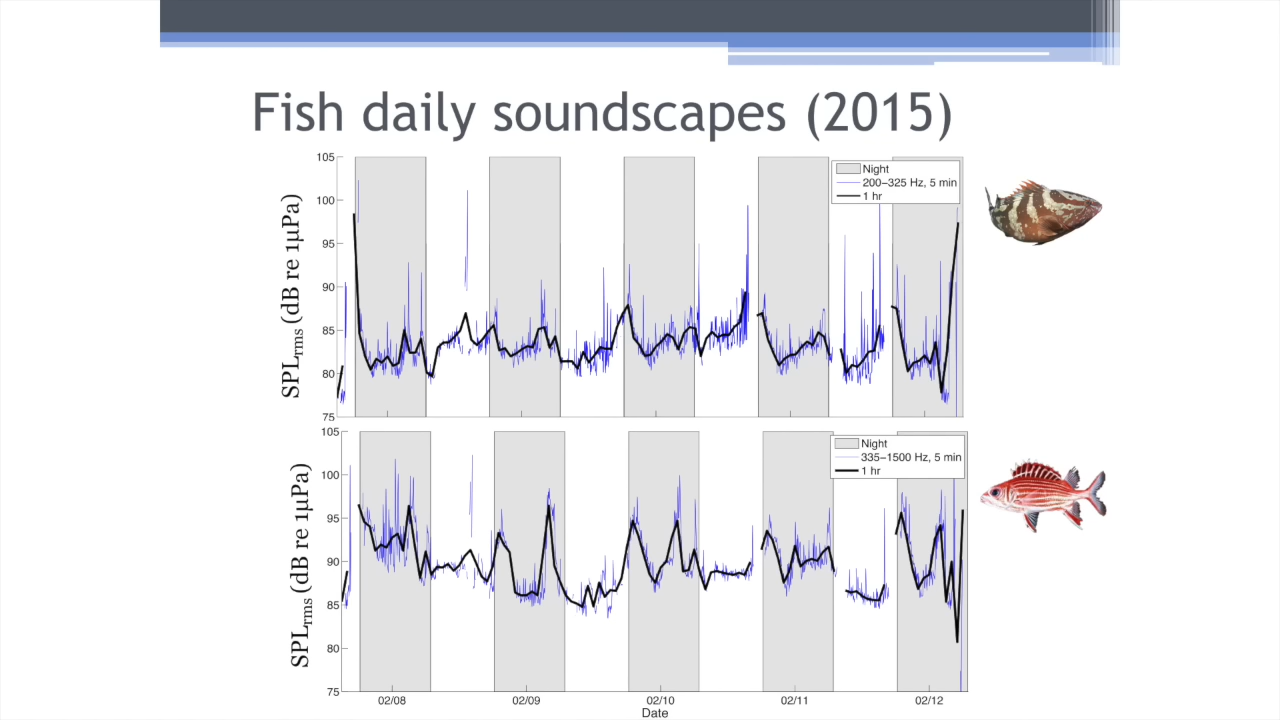 Fish daily soundscapes (2015)
105
100
95
90
85
80
75
SPLrms (dB re 1μPa)
Night
200–325 Hz, 5 min
1 hr
105
100
95
90
85
80
75
SPLrms (dB re 1μPa)
Night
335–1500 Hz, 5 min
1 hr
02/08 02/09 02/10 02/11 02/12
Date